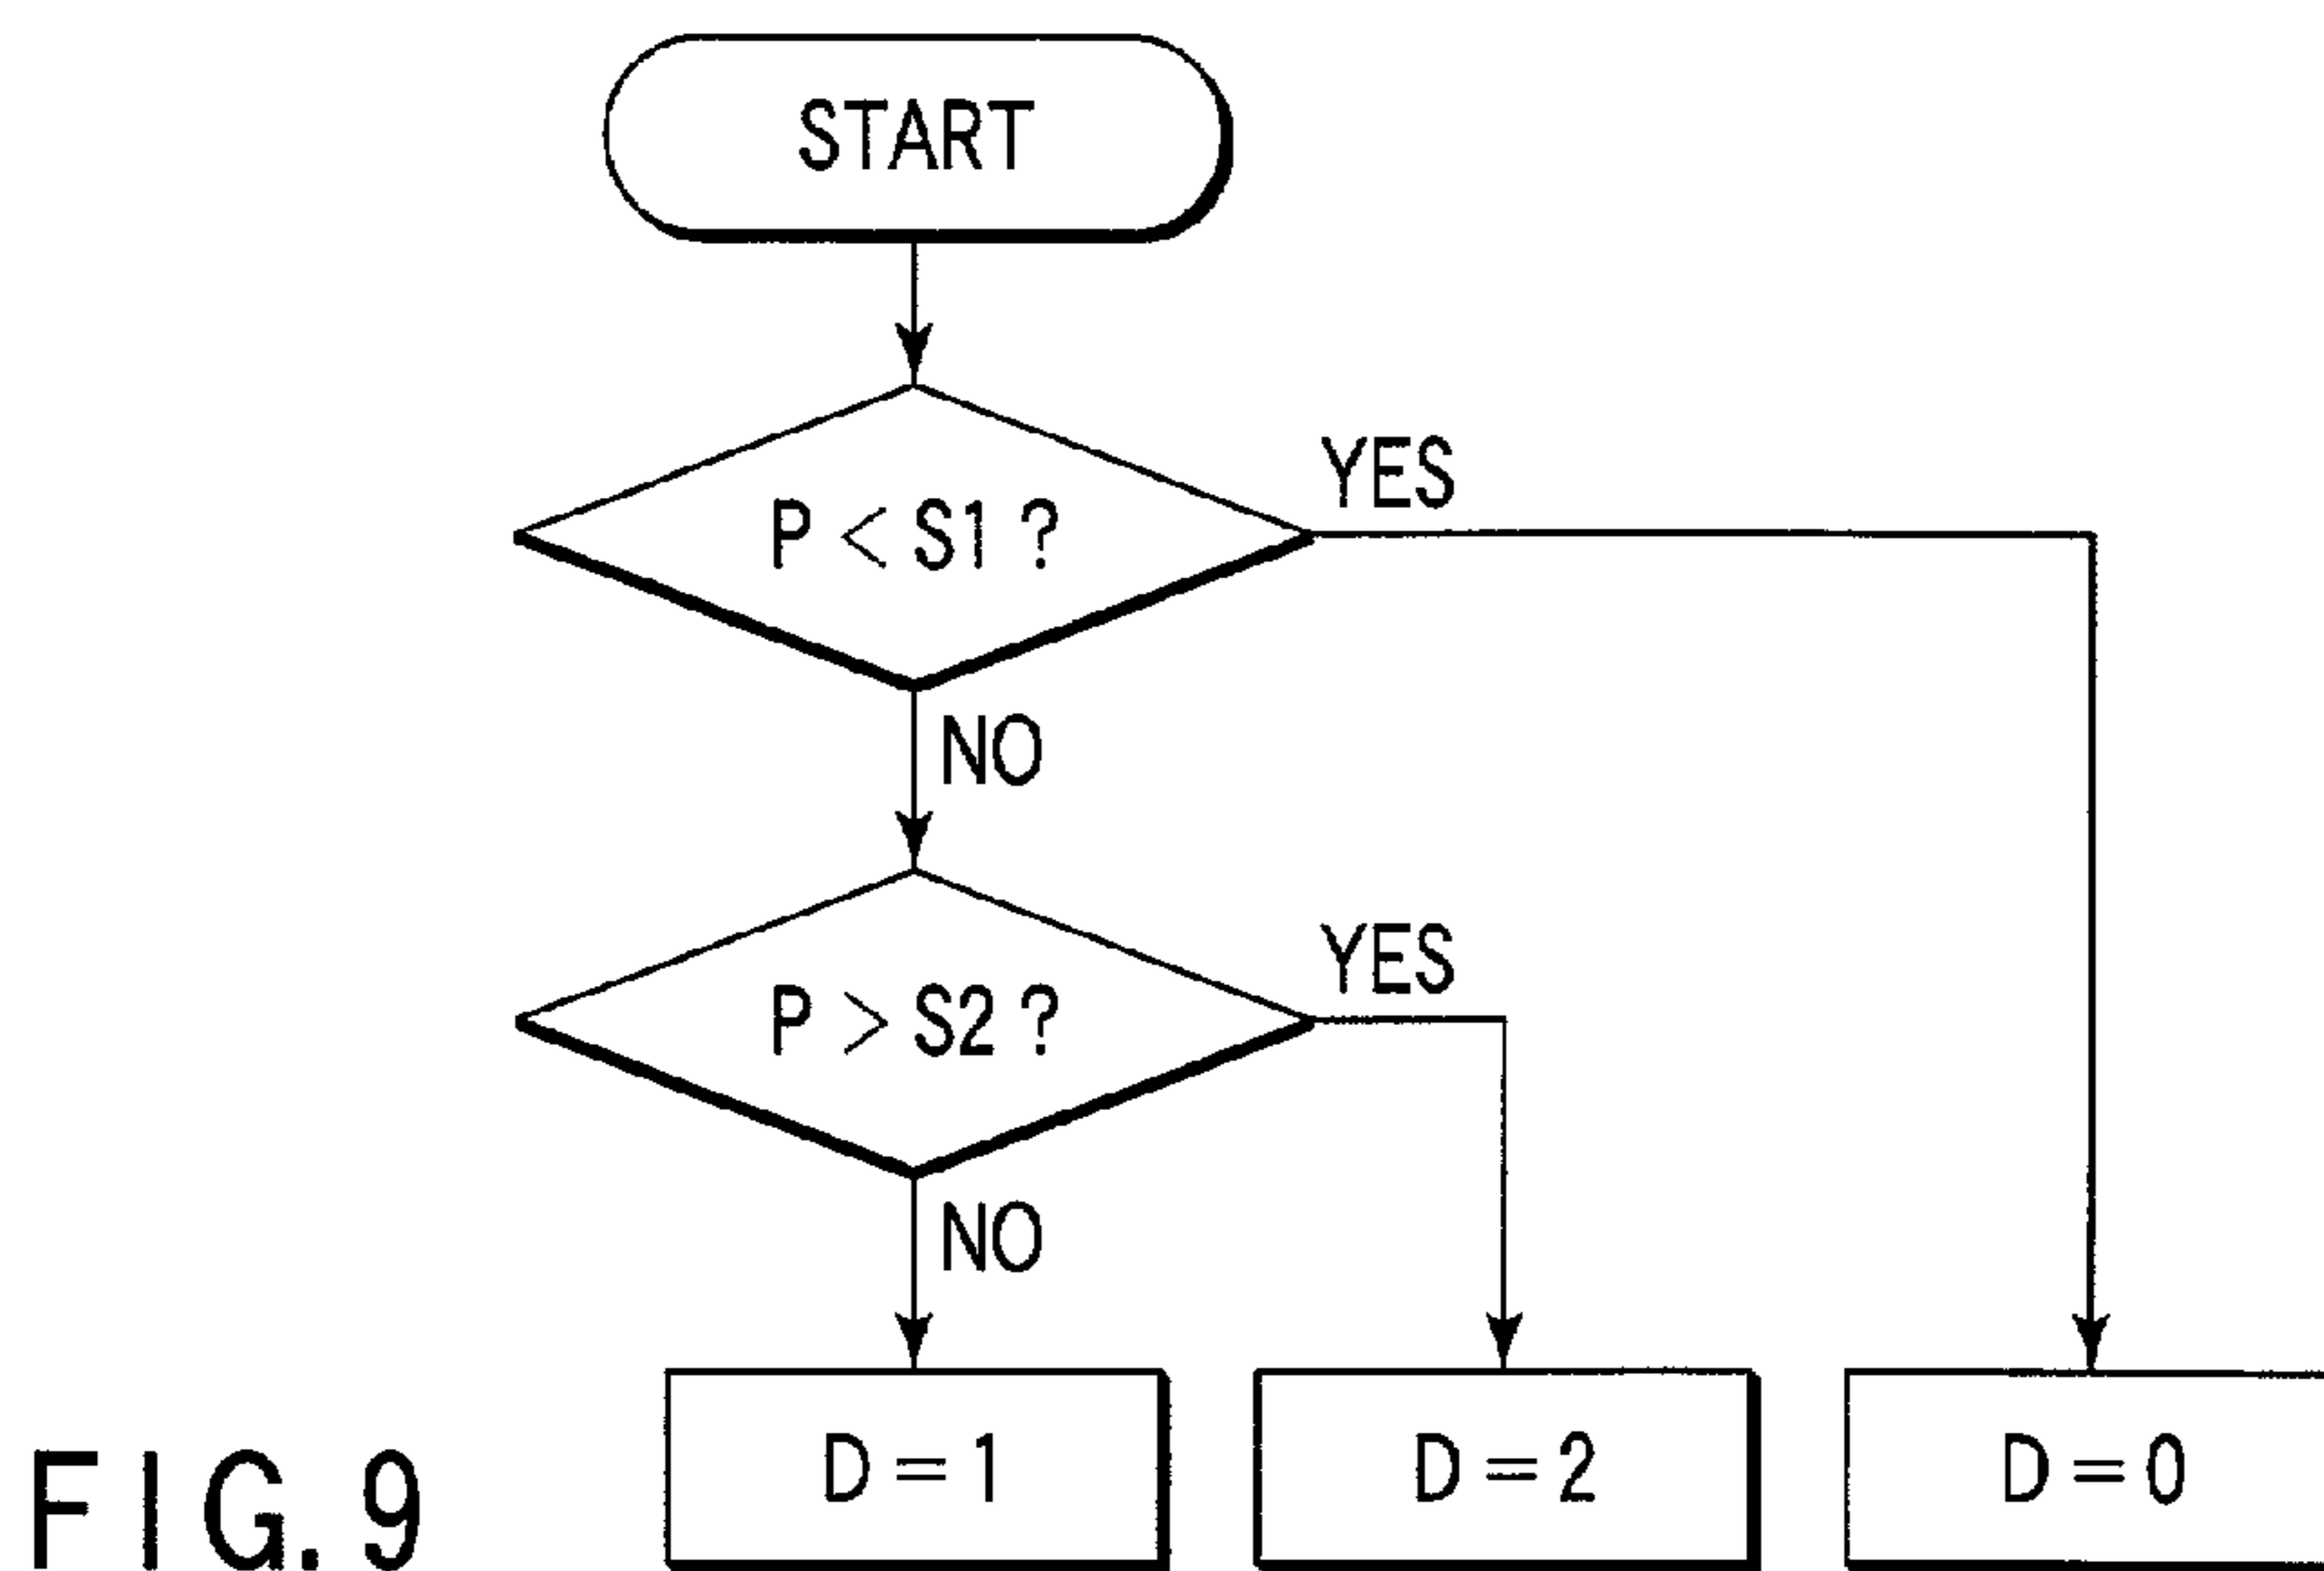 START
P < S1 ?
YES
NO
P > S2 ?
YES
NO
D = 1
D = 2
D = 0
FIG. 9